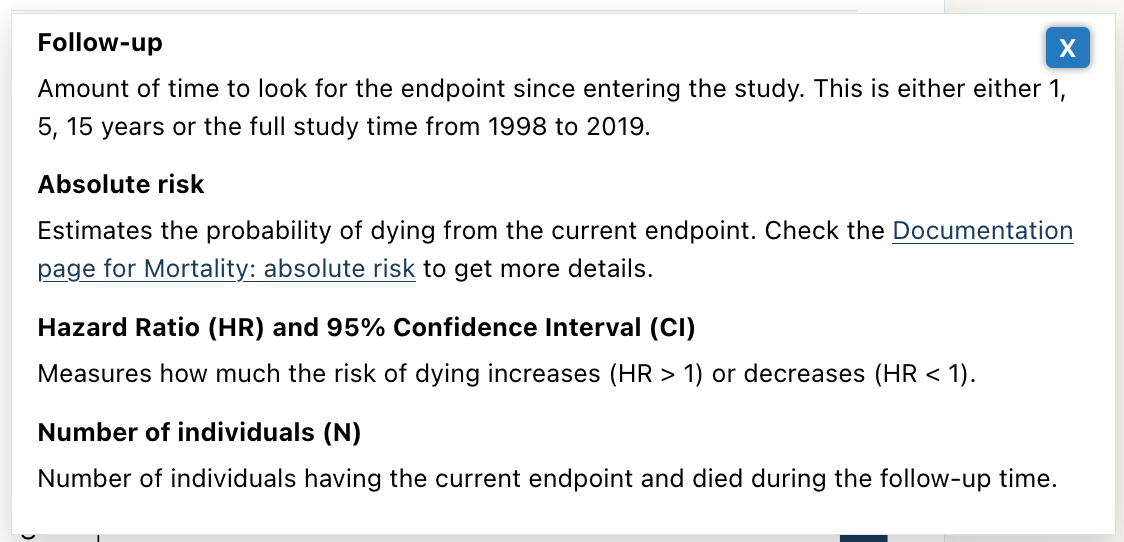 Follow-up
X
Amount of time to look for the endpoint since entering the study. This is either either 1,
5, 15 years or the full study time from 1998 to 2019.
Absolute risk
Estimates the probability of dying from the current endpoint. Check the Documentation
page for Mortality: absolute risk to get more details.
Hazard Ratio (HR) and 95% Confidence Interval (CI)
Measures how much the risk of dying increases (HR > 1) or decreases (HR < 1).
Number of individuals (N)
Number of individuals having the current endpoint and died during the follow-up time.